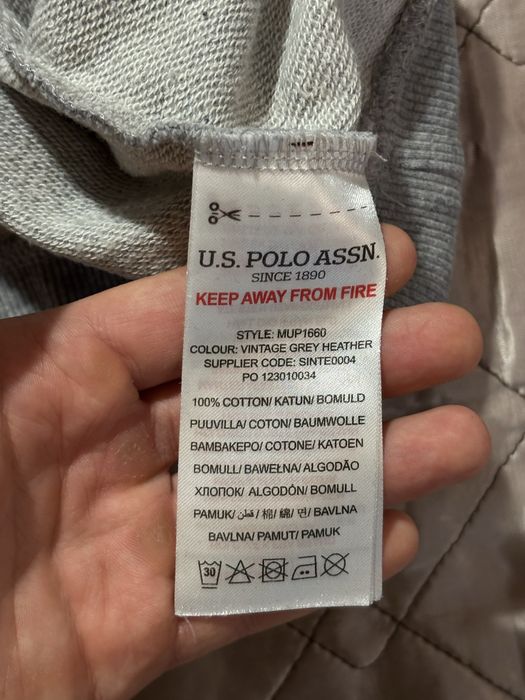 U.S. POLO ASSN.
SINCE 1890
KEEP AWAY FROM FIRE
STYLE: MUP1660
COLOUR: VINTAGE GREY HEATHER
SUPPLIER CODE: SINTE0004
PO 123010034
100% COTTON/ KATUN/ BOMULD
PUUVILLA/ COTON/ BAUMWOLLE
ΒΑΜΒΑΚΕΡΟ/ COTONE/ KATOEN
BOMULL/ BAWEŁNA/ ALGODÃO
ХЛОПОК/ ALGODÓN/ BOMULL
PAMUK/ قطن/ 棉/ 綿/ 면/ BAVLNA
BAVLNA/ PAMUT/ PAMUK
30